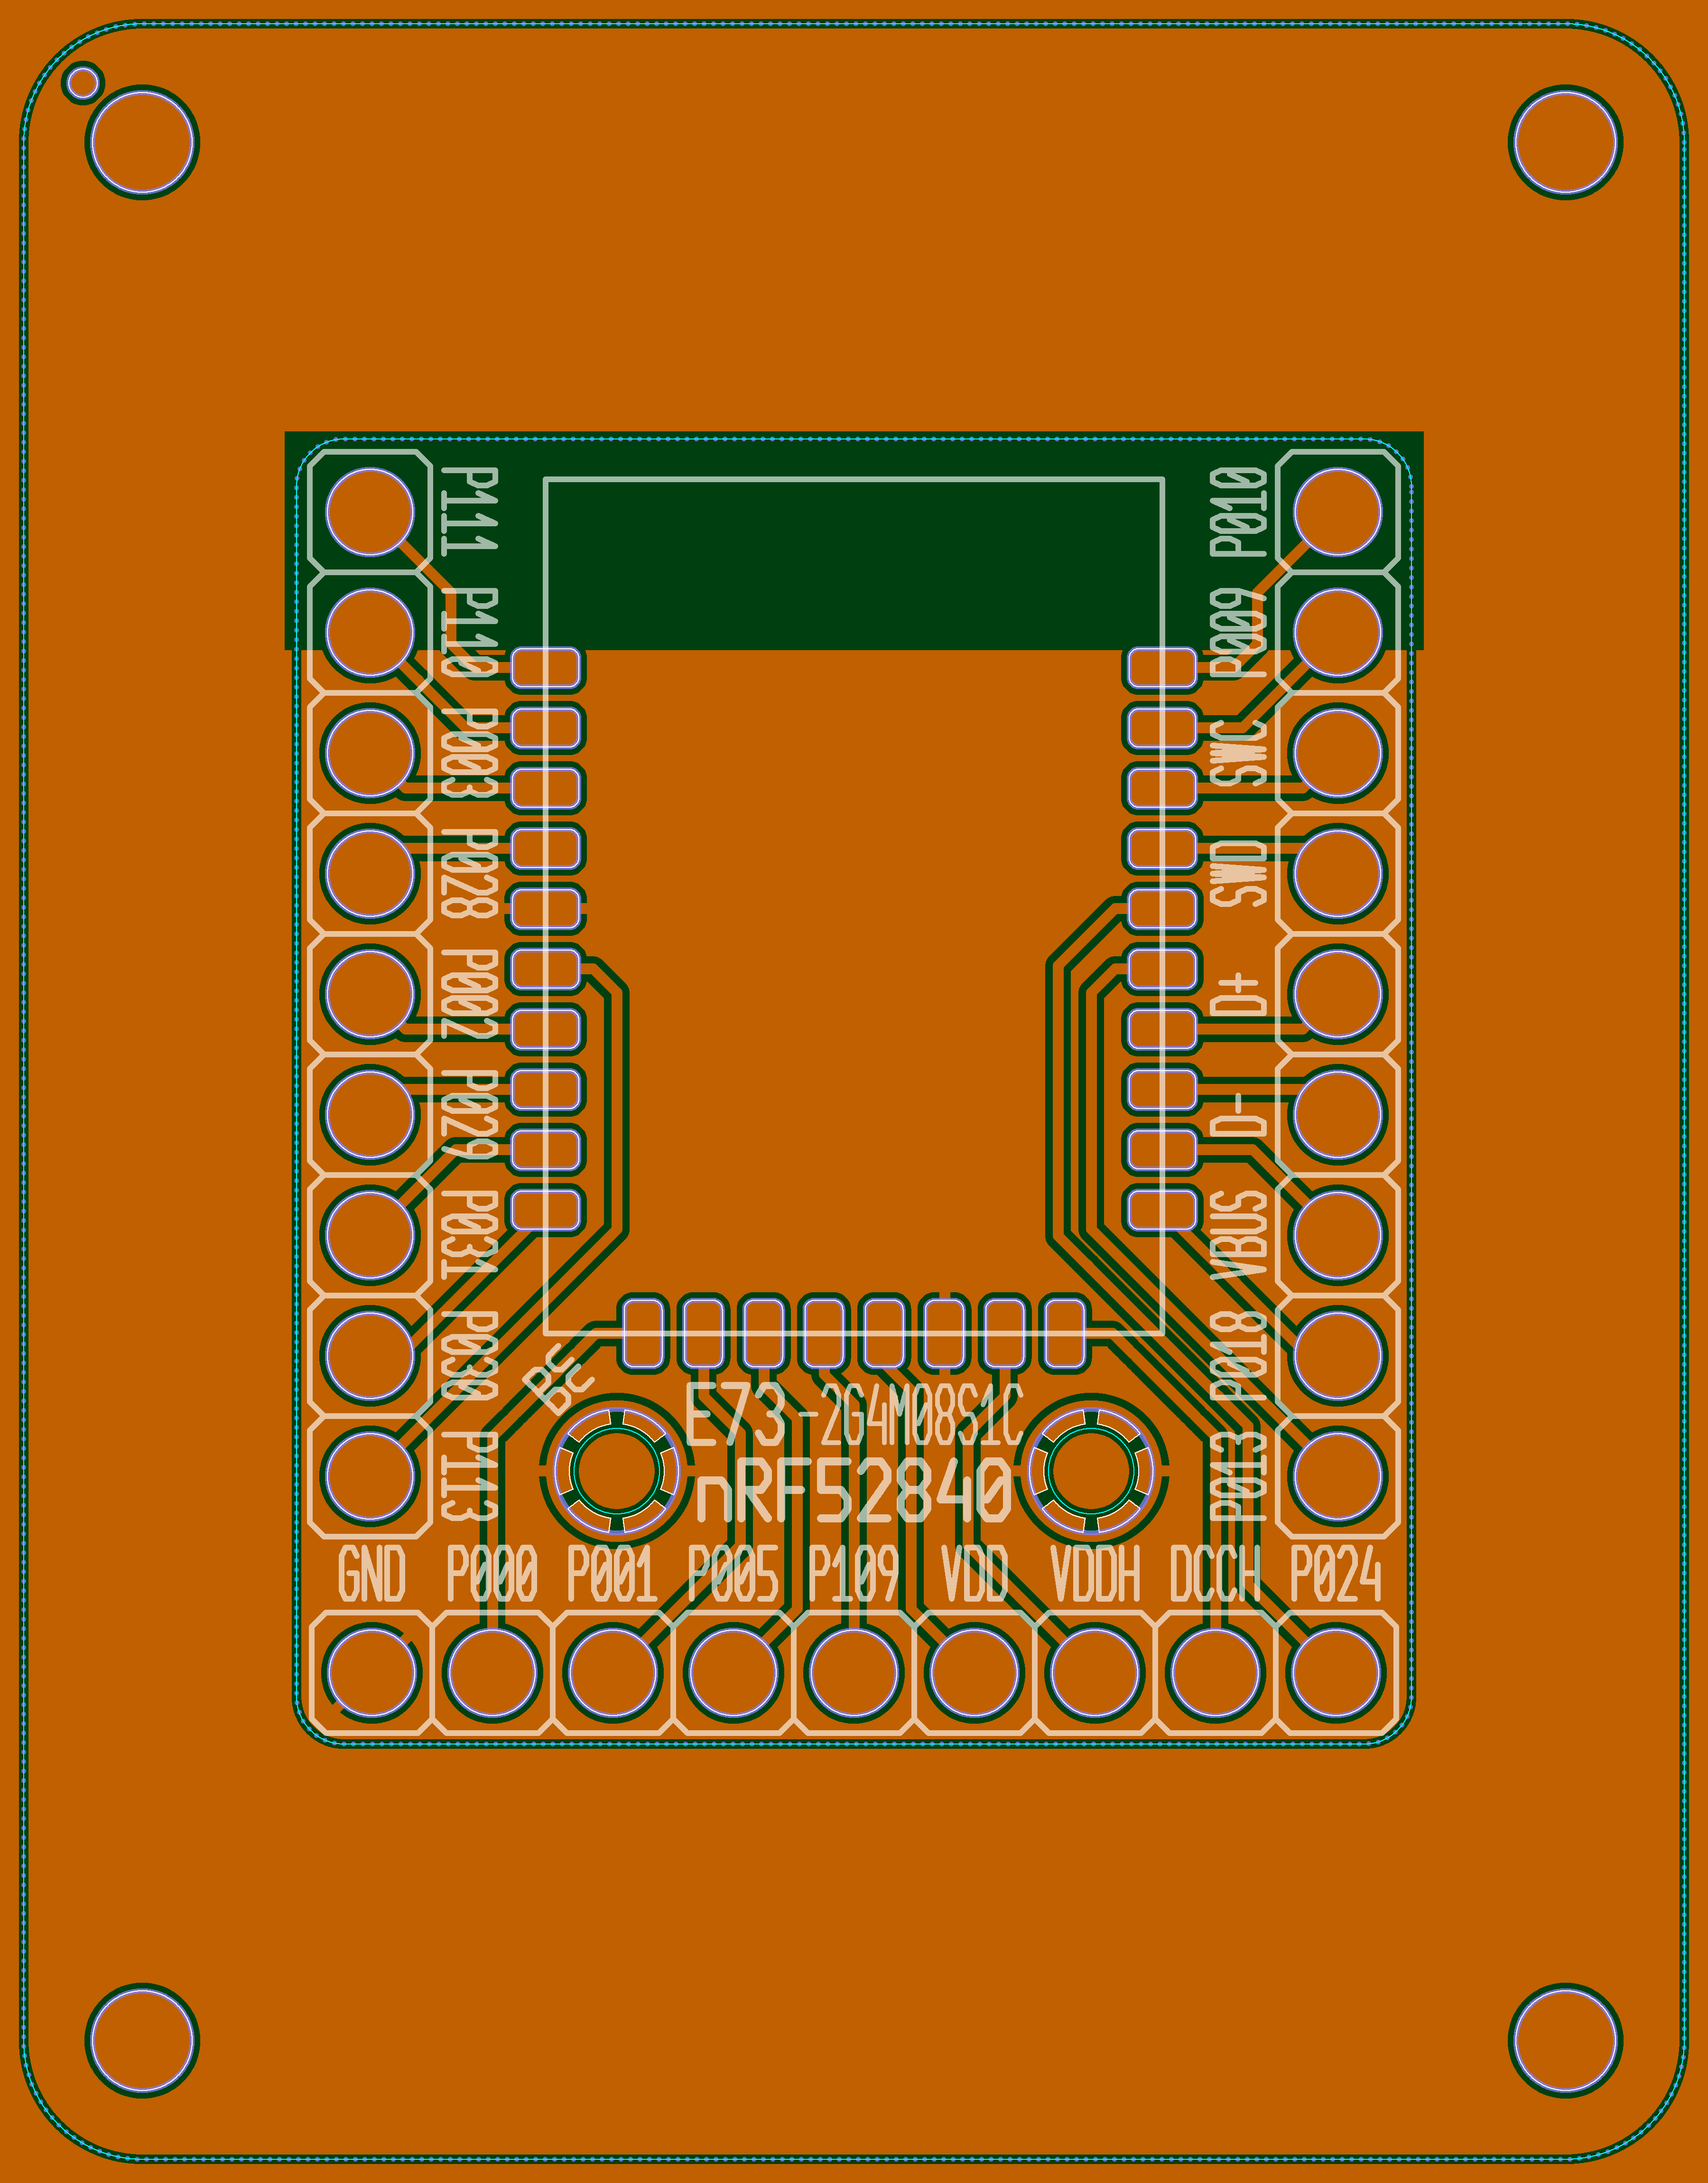 P111
P110
P003
P028
P002
P029
P031
P030
P113
P010
P009
SWC
SWD
D+
D-
VBUS
P018
P013
BC
E73-2G4M08S1C
nRF52840
GND P000 P001 P005 P109 VDD VDDH DCCH P024